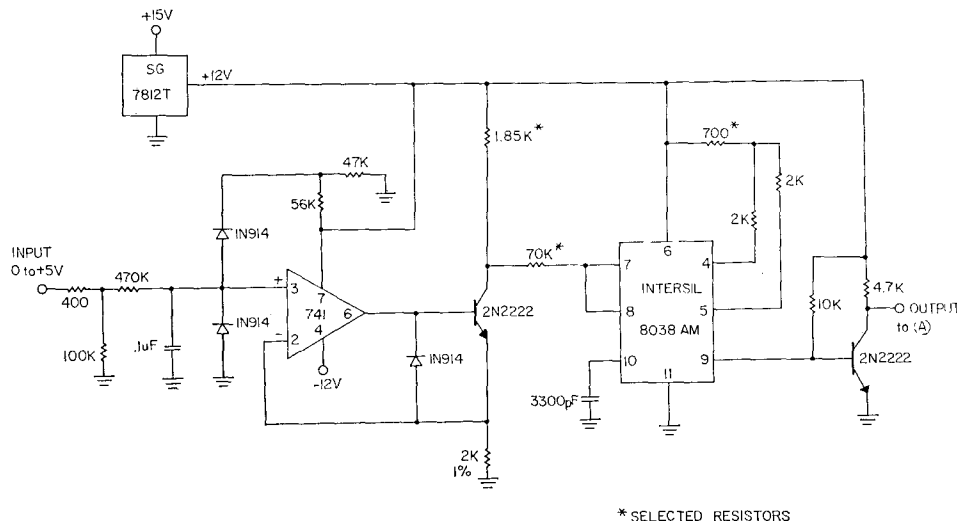 +15V
SG
7812T
+12V
1.85K*
700*
2K
2K
47K
56K
1N914
INPUT
0 to +5V
470K
400
100K
.1uF
1N914
+ 3
7
741
6
4
- 2
-12V
1N914
2N2222
2K
1%
70K*
6
7
4
INTERSIL
8
5
8038 AM
10
9
11
3300pF
10K
4.7K
OUTPUT
to (A)
2N2222
* SELECTED RESISTORS